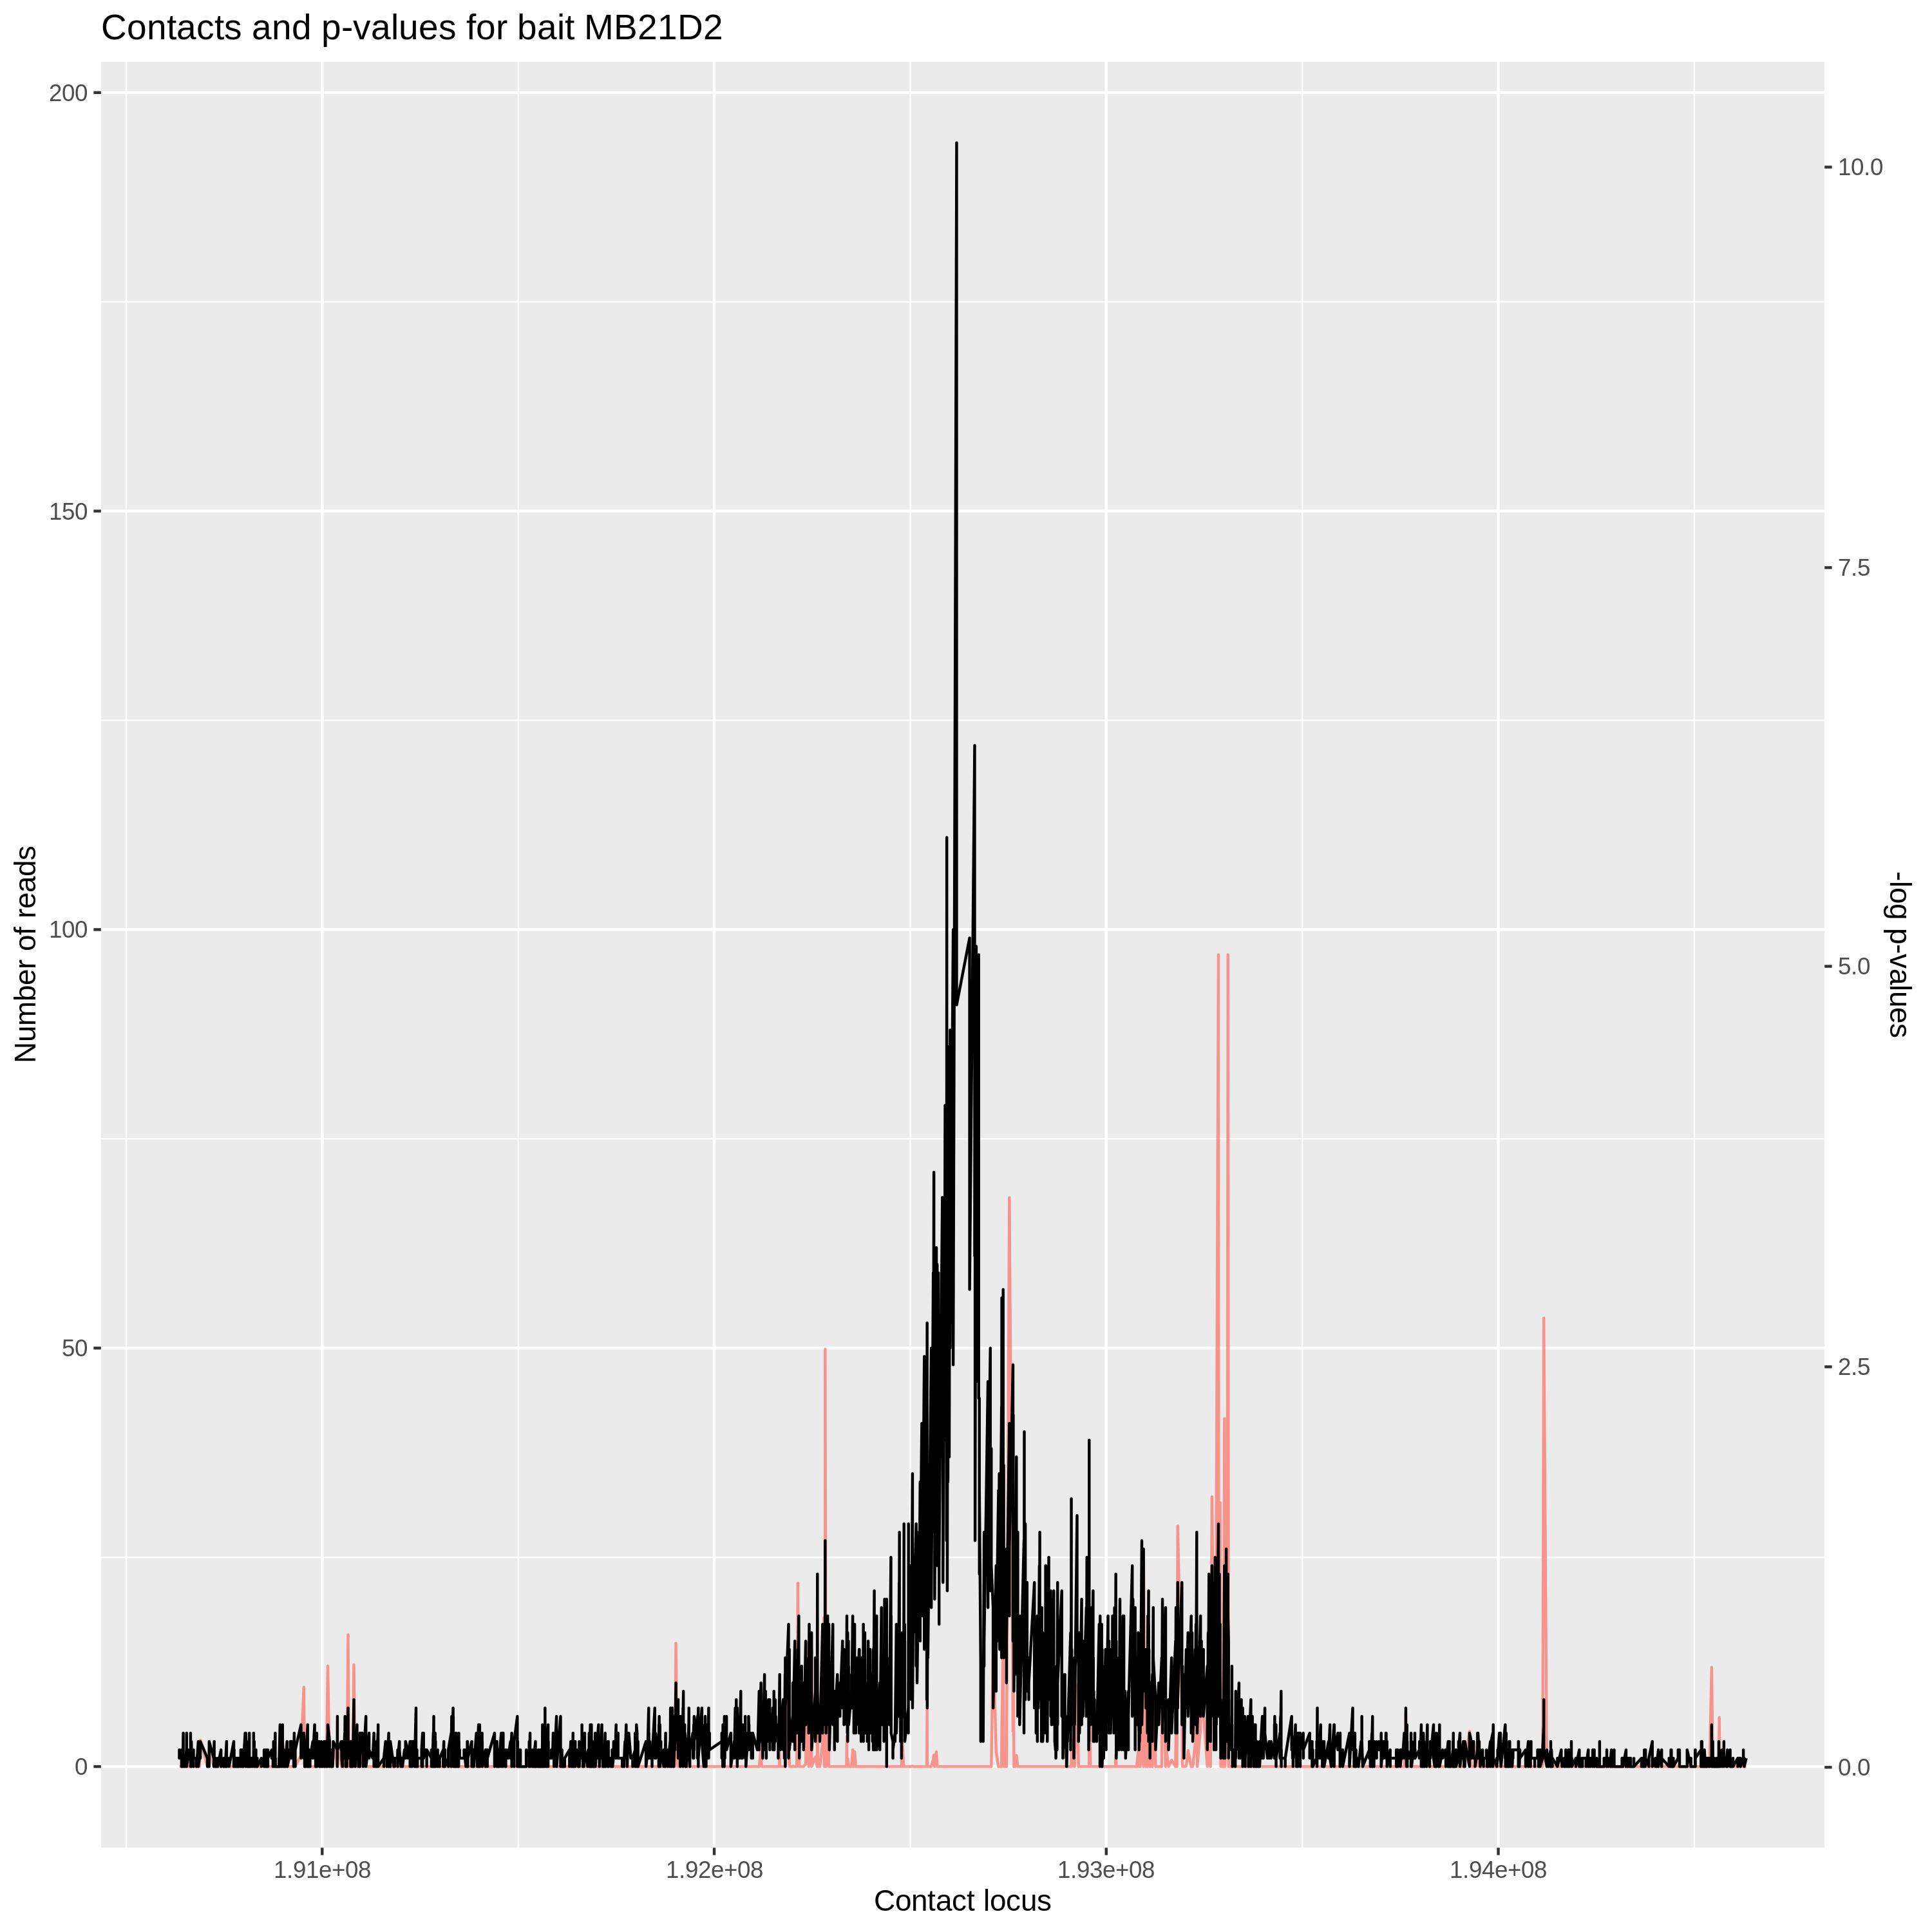 Contacts and p-values for bait MB21D2
200
150
100
50
0
Number of reads
10.0
7.5
5.0
2.5
0.0
-log p-values
1.91e+08
1.92e+08
1.93e+08
1.94e+08
Contact locus